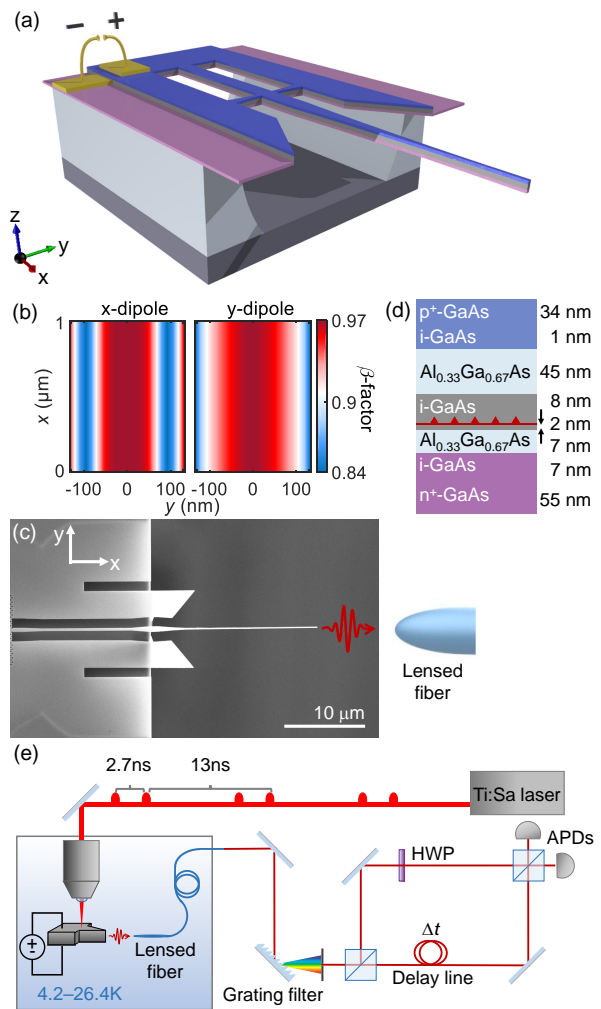 (a)
− +
z
y
x
(b)
x-dipole y-dipole
1
x (μm)
0
-100 0 100 -100 0 100
y (nm)
0.97
0.9
0.84
β-factor
(d)
p⁺-GaAs 34 nm
i-GaAs 1 nm
Al₀.₃₃Ga₀.₆₇As 45 nm
i-GaAs 8 nm
2 nm
Al₀.₃₃Ga₀.₆₇As 7 nm
i-GaAs 7 nm
n⁺-GaAs 55 nm
(c)
y
x
10 μm
Lensed
fiber
(e)
2.7ns 13ns
Ti:Sa laser
APDs
HWP
±
Lensed
fiber
Δt
Delay line
Grating filter
4.2–26.4K